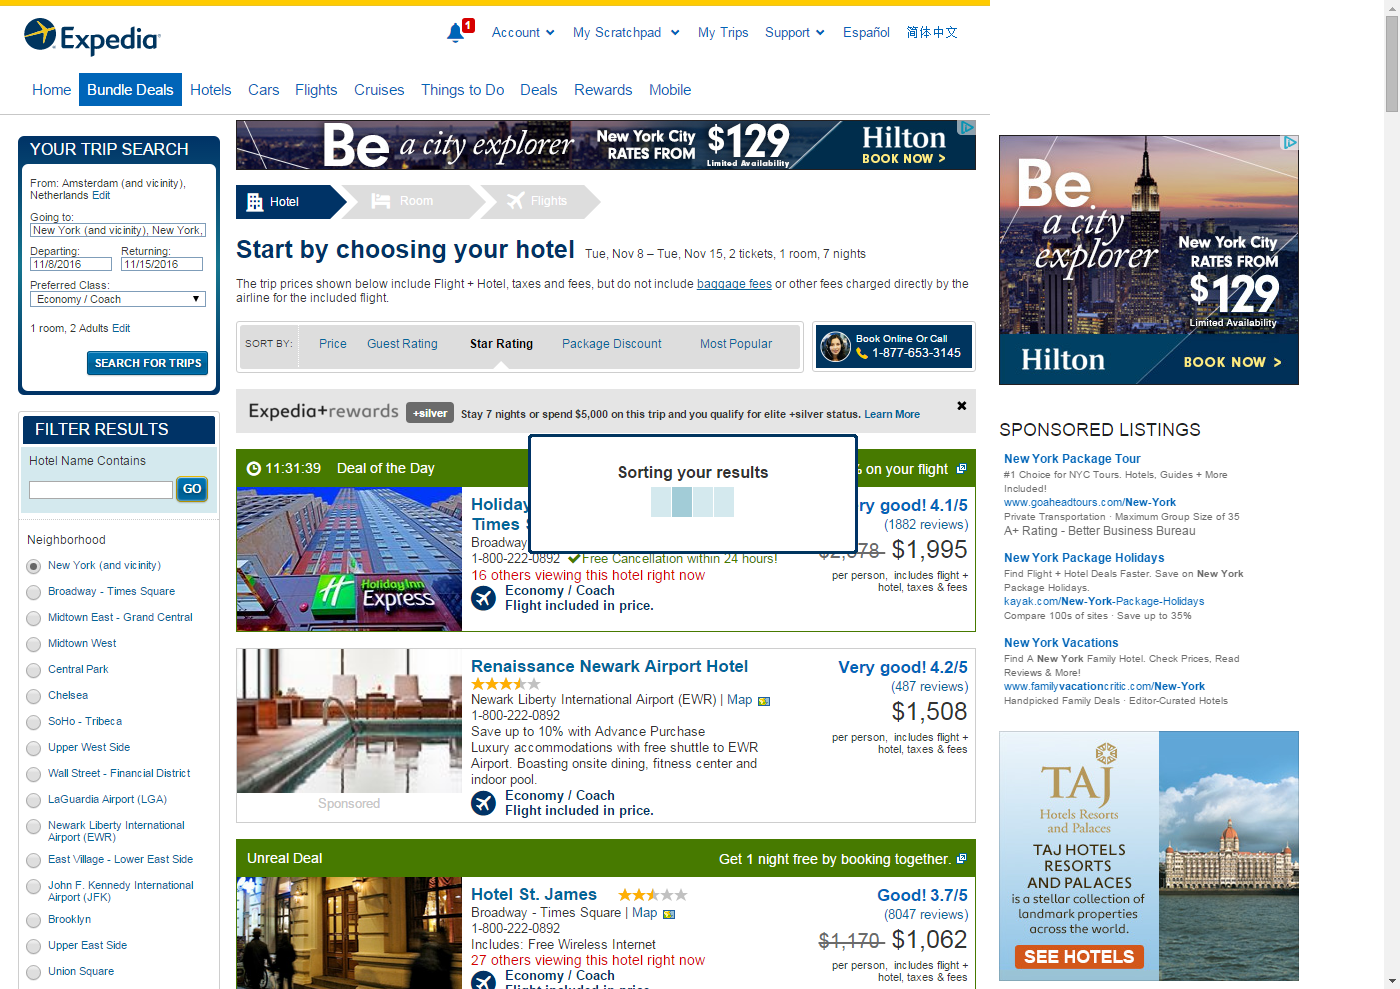 Expedia
1
Account
My Scratchpad
My Trips
Support
Español
简体中文
Home
Bundle Deals
Hotels
Cars
Flights
Cruises
Things to Do
Deals
Rewards
Mobile
YOUR TRIP SEARCH
From: Amsterdam (and vicinity),
Netherlands Edit
Going to:
New York (and vicinity), New York,
Departing:
Returning:
11/8/2016
11/15/2016
Preferred Class:
Economy / Coach
1 room, 2 Adults Edit
SEARCH FOR TRIPS
FILTER RESULTS
Hotel Name Contains
GO
Neighborhood
New York (and vicinity)
Broadway - Times Square
Midtown East - Grand Central
Midtown West
Central Park
Chelsea
SoHo - Tribeca
Upper West Side
Wall Street - Financial District
LaGuardia Airport (LGA)
Newark Liberty International
Airport (EWR)
East Village - Lower East Side
John F. Kennedy International
Airport (JFK)
Brooklyn
Upper East Side
Union Square
Be a city explorer
New York City
RATES FROM
$129
Limited Availability
Hilton
BOOK NOW >
Hotel
Room
Flights
Start by choosing your hotel
Tue, Nov 8 – Tue, Nov 15, 2 tickets, 1 room, 7 nights
The trip prices shown below include Flight + Hotel, taxes and fees, but do not include baggage fees or other fees charged directly by the
airline for the included flight.
SORT BY:
Price
Guest Rating
Star Rating
Package Discount
Most Popular
Book Online Or Call
1-877-653-3145
Expedia+rewards
+silver
Stay 7 nights or spend $5,000 on this trip and you qualify for elite +silver status. Learn More
Sorting your results
11:31:39
Deal of the Day
% on your flight
Holiday
Times
Broadway
1-800-222-0892
Free Cancellation within 24 hours!
16 others viewing this hotel right now
Economy / Coach
Flight included in price.
ry good! 4.1/5
(1882 reviews)
$1,995
per person, includes flight +
hotel, taxes & fees
Holiday Inn
Express
Renaissance Newark Airport Hotel
Newark Liberty International Airport (EWR) | Map
1-800-222-0892
Save up to 10% with Advance Purchase
Luxury accommodations with free shuttle to EWR
Airport. Boasting onsite dining, fitness center and
indoor pool.
Economy / Coach
Flight included in price.
Sponsored
Very good! 4.2/5
(487 reviews)
$1,508
per person, includes flight +
hotel, taxes & fees
Unreal Deal
Get 1 night free by booking together.
Hotel St. James
Broadway - Times Square | Map
1-800-222-0892
Includes: Free Wireless Internet
27 others viewing this hotel right now
Economy / Coach
Flight included in price.
Good! 3.7/5
(8047 reviews)
$1,170 $1,062
per person, includes flight +
hotel, taxes & fees
Be
a city
explorer
New York City
RATES FROM
$129
Limited Availability
Hilton
BOOK NOW >
SPONSORED LISTINGS
New York Package Tour
#1 Choice for NYC Tours. Hotels, Guides + More
Included!
www.goaheadtours.com/New-York
Private Transportation · Maximum Group Size of 35
A+ Rating - Better Business Bureau
New York Package Holidays
Find Flight + Hotel Deals Faster. Save on New York
Package Holidays.
kayak.com/New-York-Package-Holidays
Compare 100s of sites · Save up to 35%
New York Vacations
Find A New York Family Hotel. Check Prices, Read
Reviews & More!
www.familyvacationcritic.com/New-York
Handpicked Family Deals · Editor-Curated Hotels
TAJ
Hotels Resorts
and Palaces
TAJ HOTELS
RESORTS
AND PALACES
is a stellar collection of
landmark properties
across the world.
SEE HOTELS